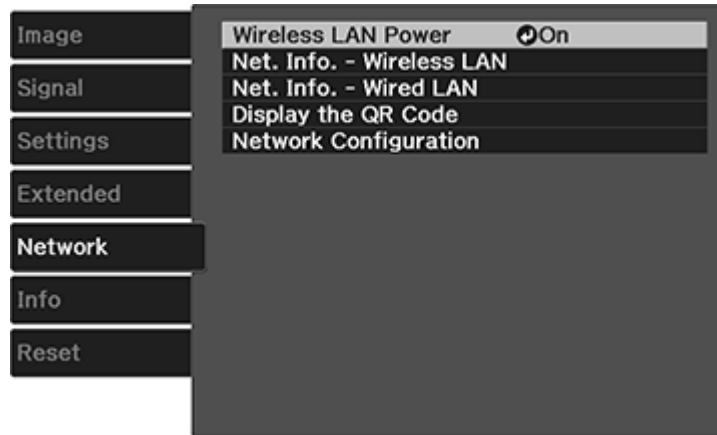 Image
Signal
Settings
Extended
Network
Info
Reset
Wireless LAN Power On
Net. Info. - Wireless LAN
Net. Info. - Wired LAN
Display the QR Code
Network Configuration